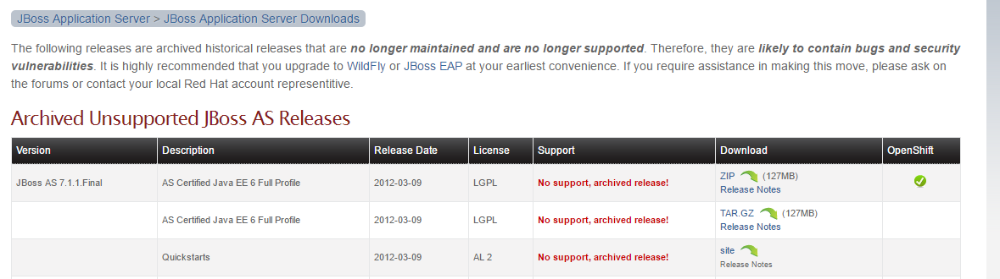 JBoss Application Server > JBoss Application Server Downloads
The following releases are archived historical releases that are no longer maintained and are no longer supported. Therefore, they are likely to contain bugs and security
vulnerabilities. It is highly recommended that you upgrade to WildFly or JBoss EAP at your earliest convenience. If you require assistance in making this move, please ask on
the forums or contact your local Red Hat account representitive.
Archived Unsupported JBoss AS Releases
Version Description Release Date License Support Download OpenShift
JBoss AS 7.1.1.Final AS Certified Java EE 6 Full Profile 2012-03-09 LGPL No support, archived release! ZIP (127MB)
Release Notes
AS Certified Java EE 6 Full Profile 2012-03-09 LGPL No support, archived release! TAR.GZ (127MB)
Release Notes
Quickstarts 2012-03-09 AL 2 No support, archived release! site
Release Notes